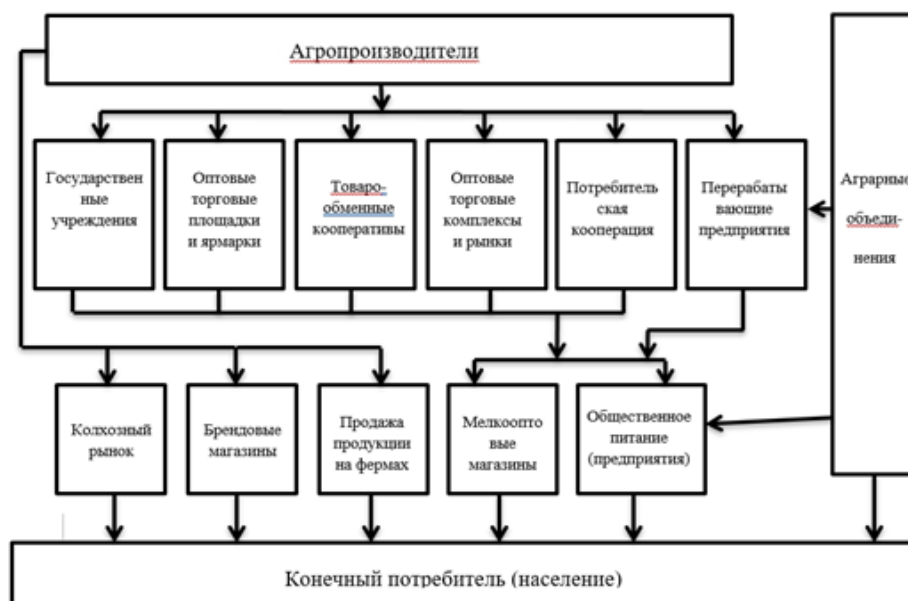 Агропроизводители
Государствен
ные
учреждения
Оптовые
торговые
площадки
и ярмарки
Товаро-
обменные
кооперативы
Оптовые
торговые
комплексы
и рынки
Потребитель
ская
кооперация
Перерабаты
вающие
предприятия
Аграрные
объеди-
нения
Колхозный
рынок
Брендовые
магазины
Продажа
продукции
на фермах
Мелкоопто
вые
магазины
Общественное
питание
(предприятия)
Конечный потребитель (население)